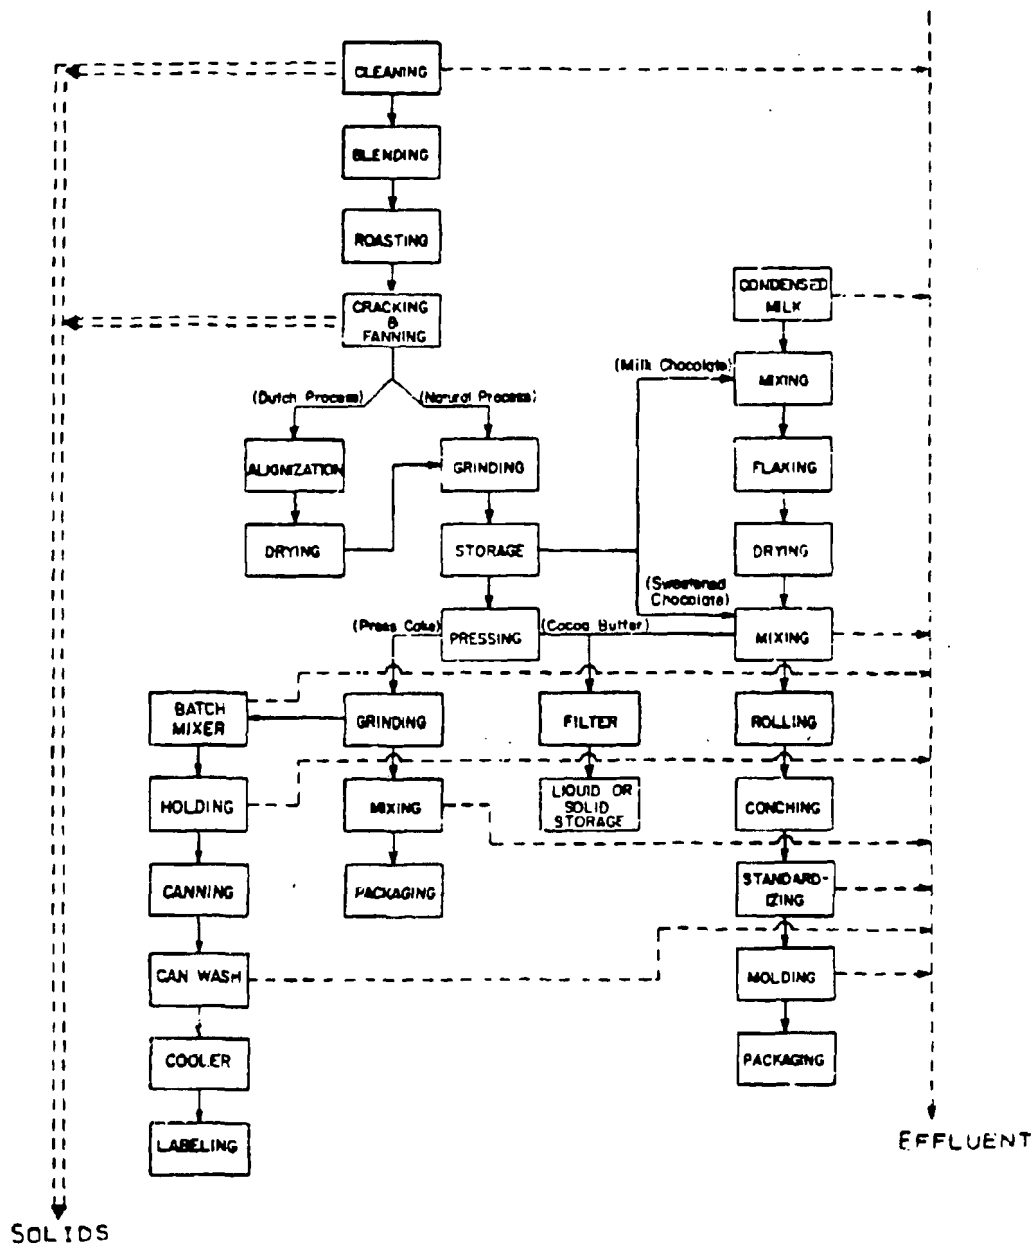 CLEANING
BLENDING
ROASTING
CRACKING
&
FANNING
(Dutch Process)
(Natural Process)
ALKINIZATION
GRINDING
DRYING
STORAGE
(Press Cake)
PRESSING
(Cocoa Butter)
(Milk Chocolate)
(Sweetened
Chocolate)
CONDENSED
MILK
MIXING
FLAKING
DRYING
MIXING
ROLLING
CONCHING
STANDARD-
IZING
MOLDING
PACKAGING
BATCH
MIXER
GRINDING
FILTER
HOLDING
MIXING
LIQUID OR
SOLID
STORAGE
CANNING
PACKAGING
CAN WASH
COOLER
LABELING
EFFLUENT
SOLIDS